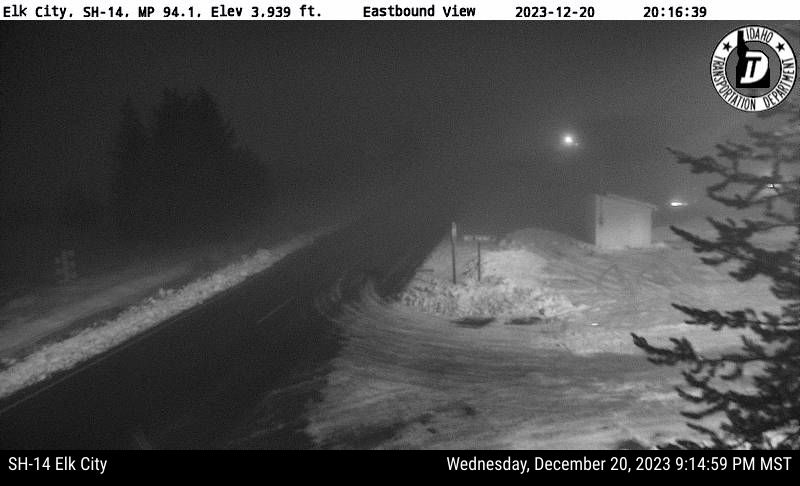 Elk City, SH-14, MP 94.1, Elev 3,939 ft. Eastbound View 2023-12-20 20:16:39
IDAHO TRANSPORTATION DEPARTMENT
SH-14 Elk City Wednesday, December 20, 2023 9:14:59 PM MST